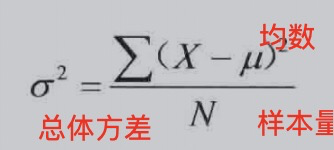 均数
σ² = ∑(X − μ)² / N
总体方差
样本量